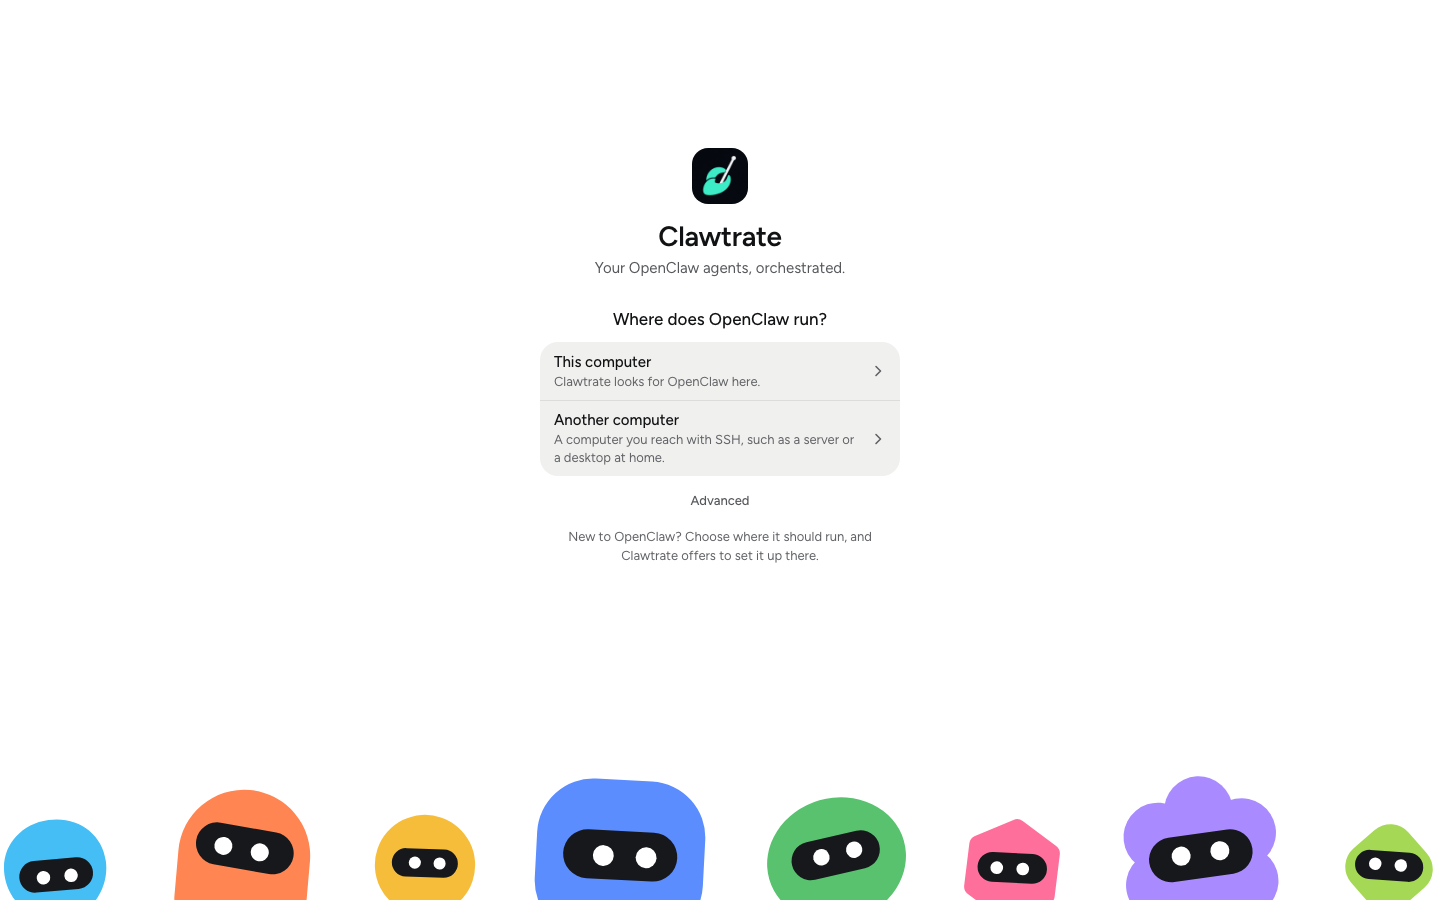 Clawtrate
Your OpenClaw agents, orchestrated.
Where does OpenClaw run?
This computer
Clawtrate looks for OpenClaw here.
Another computer
A computer you reach with SSH, such as a server or
a desktop at home.
Advanced
New to OpenClaw? Choose where it should run, and
Clawtrate offers to set it up there.